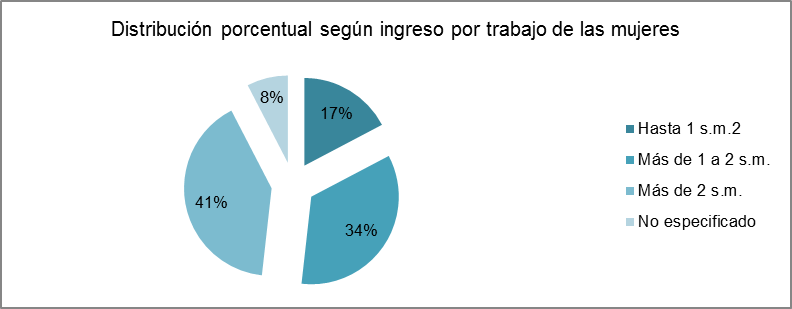 Distribución porcentual según ingreso por trabajo de las mujeres
8%
17%
41%
34%
Hasta 1 s.m.2
Más de 1 a 2 s.m.
Más de 2 s.m.
No especificado